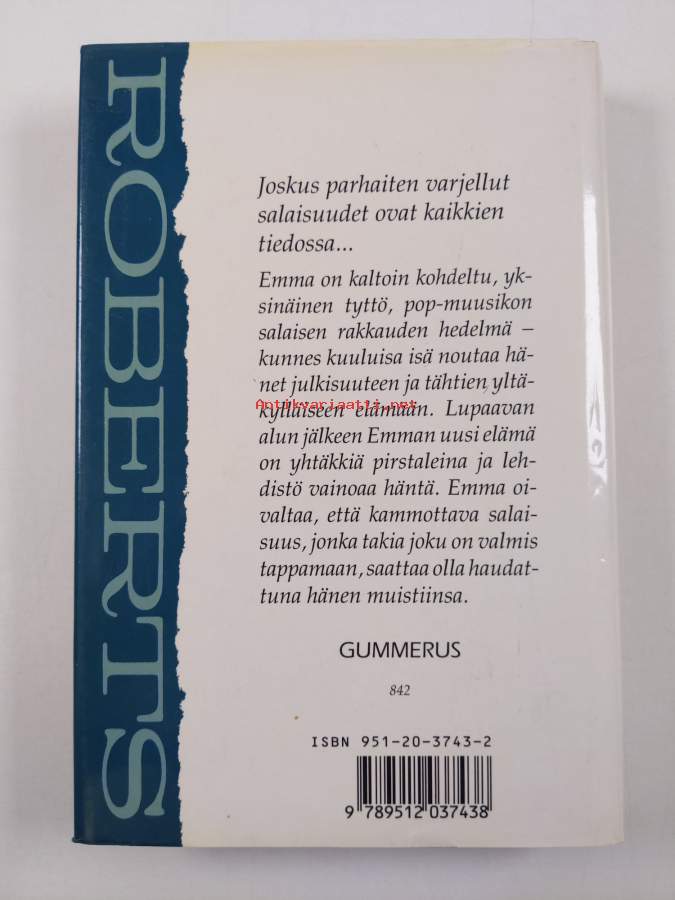 ROBERTS
Joskus parhaiten varjellut
salaisuudet ovat kaikkien
tiedossa...
Emma on kaltoin kohdeltu, yk-
sinäinen tyttö, pop-muusikon
salaisen rakkauden hedelmä –
kunnes kuuluisa isä noutaa hä-
net julkisuuteen ja tähtien yltä-
Antikvariaatti.net
kylläiseen elämään. Lupaavan
alun jälkeen Emman uusi elämä
on yhtäkkiä pirstaleina ja leh-
distö vainoaa häntä. Emma oi-
valtaa, että kammottava salai-
suus, jonka takia joku on valmis
tappamaan, saattaa olla haudat-
tuna hänen muistiinsa.
GUMMERUS
842
ISBN 951-20-3743-2
9 789512 037438